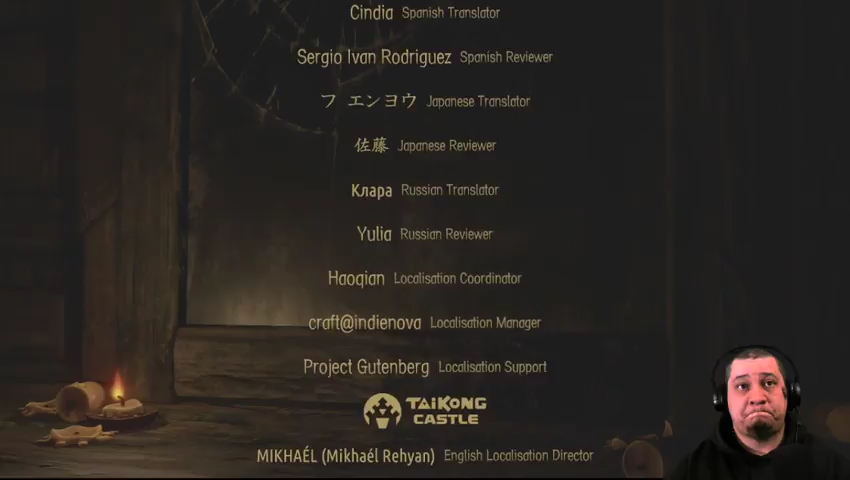 Cindia Spanish Translator
Sergio Ivan Rodriguez Spanish Reviewer
フ エンヨウ Japanese Translator
佐藤 Japanese Reviewer
Клара Russian Translator
Yulia Russian Reviewer
Haoqian Localisation Coordinator
craft@indienova Localisation Manager
Project Gutenberg Localisation Support
TAIKONG
CASTLE
MIKHAÉL (Mikhaél Rehyan) English Localisation Director